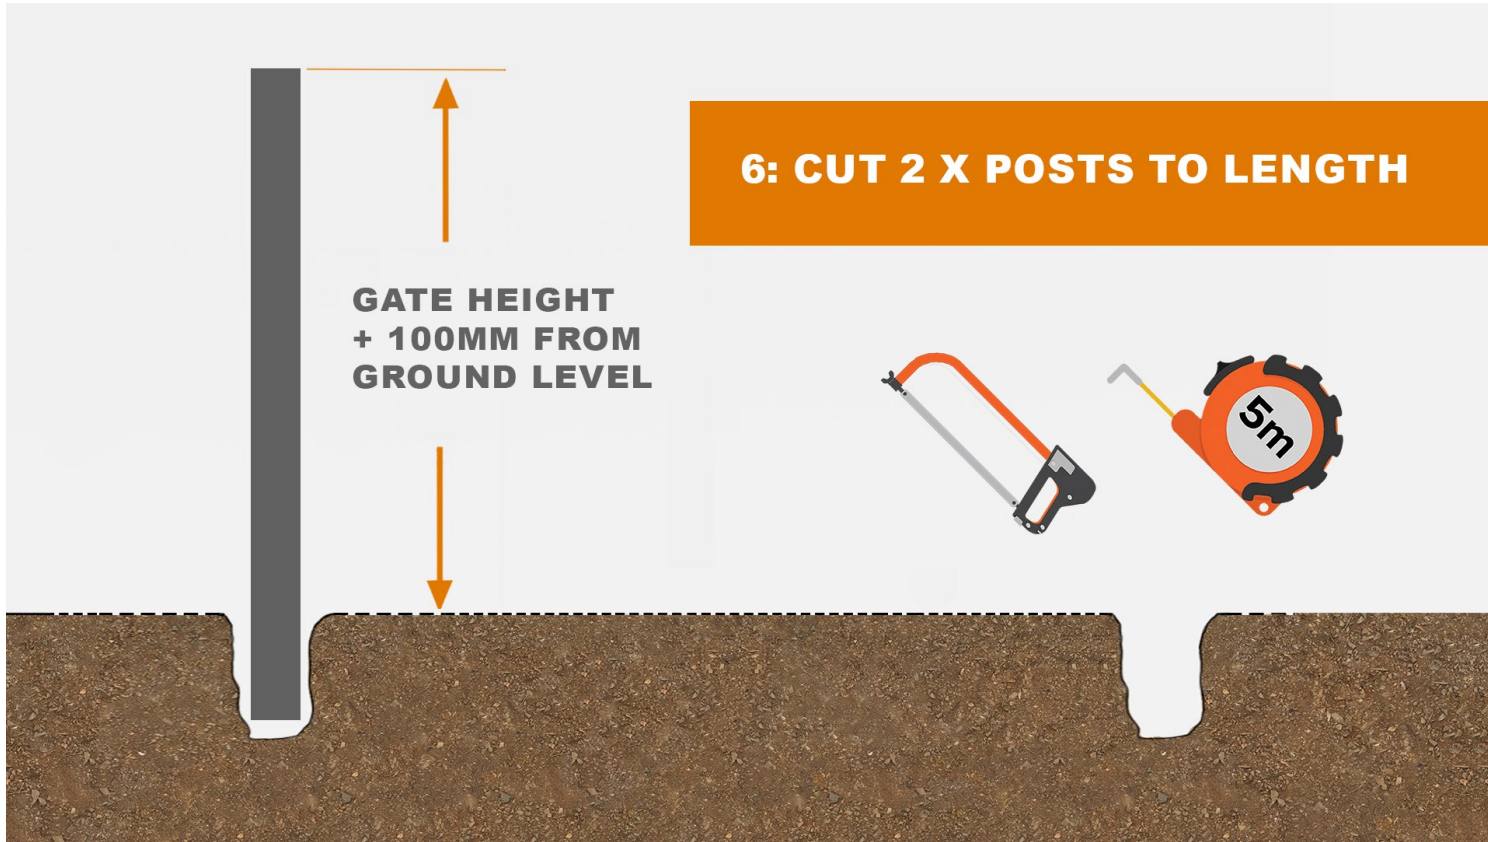 6: CUT 2 X POSTS TO LENGTH
GATE HEIGHT
+ 100MM FROM
GROUND LEVEL
5m